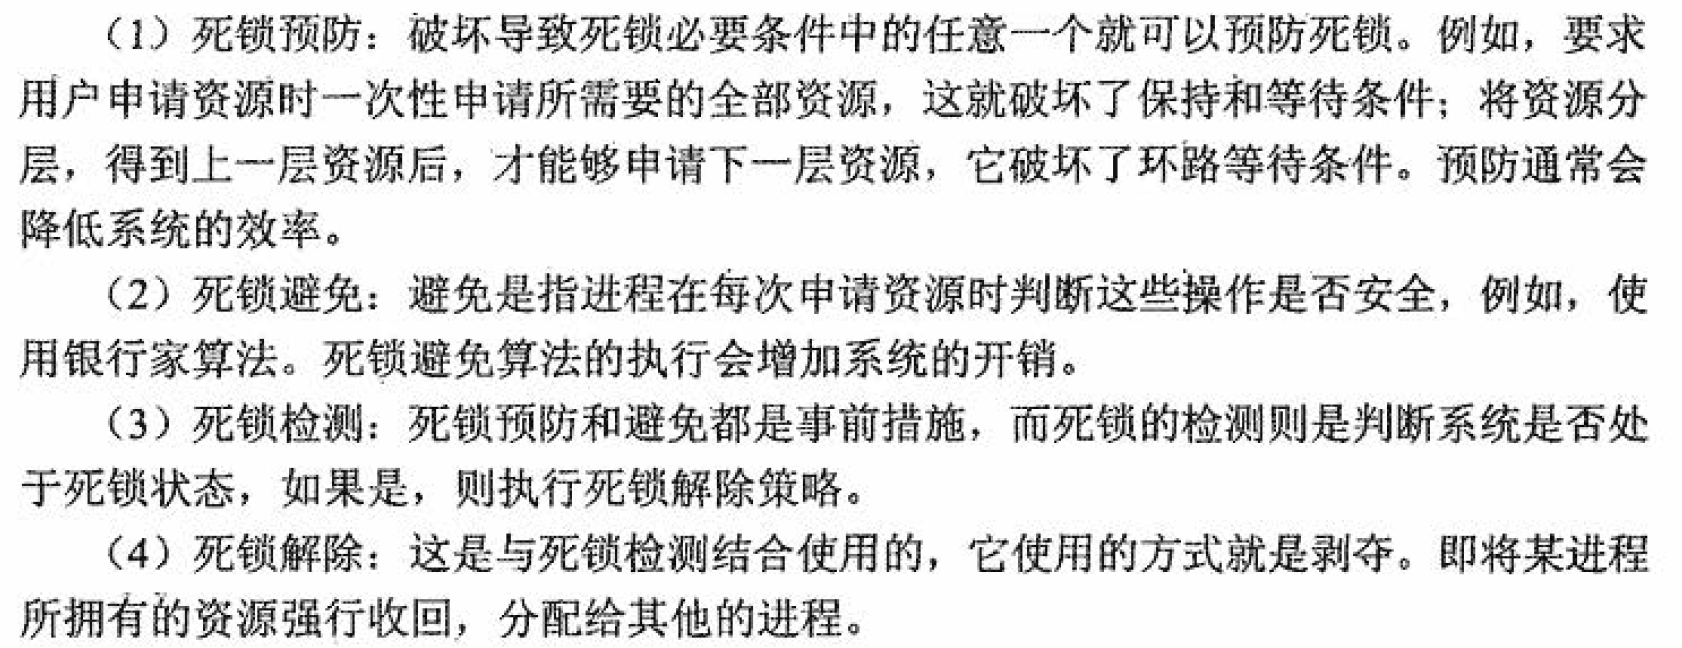 （1）死锁预防：破坏导致死锁必要条件中的任意一个就可以预防死锁。例如，要求
用户申请资源时一次性申请所需要的全部资源，这就破坏了保持和等待条件；将资源分
层，得到上一层资源后，才能够申请下一层资源，它破坏了环路等待条件。预防通常会
降低系统的效率。
（2）死锁避免：避免是指进程在每次申请资源时判断这些操作是否安全，例如，使
用银行家算法。死锁避免算法的执行会增加系统的开销。
（3）死锁检测：死锁预防和避免都是事前措施，而死锁的检测则是判断系统是否处
于死锁状态，如果是，则执行死锁解除策略。
（4）死锁解除：这是与死锁检测结合使用的，它使用的方式就是剥夺。即将某进程
所拥有的资源强行收回，分配给其他的进程。